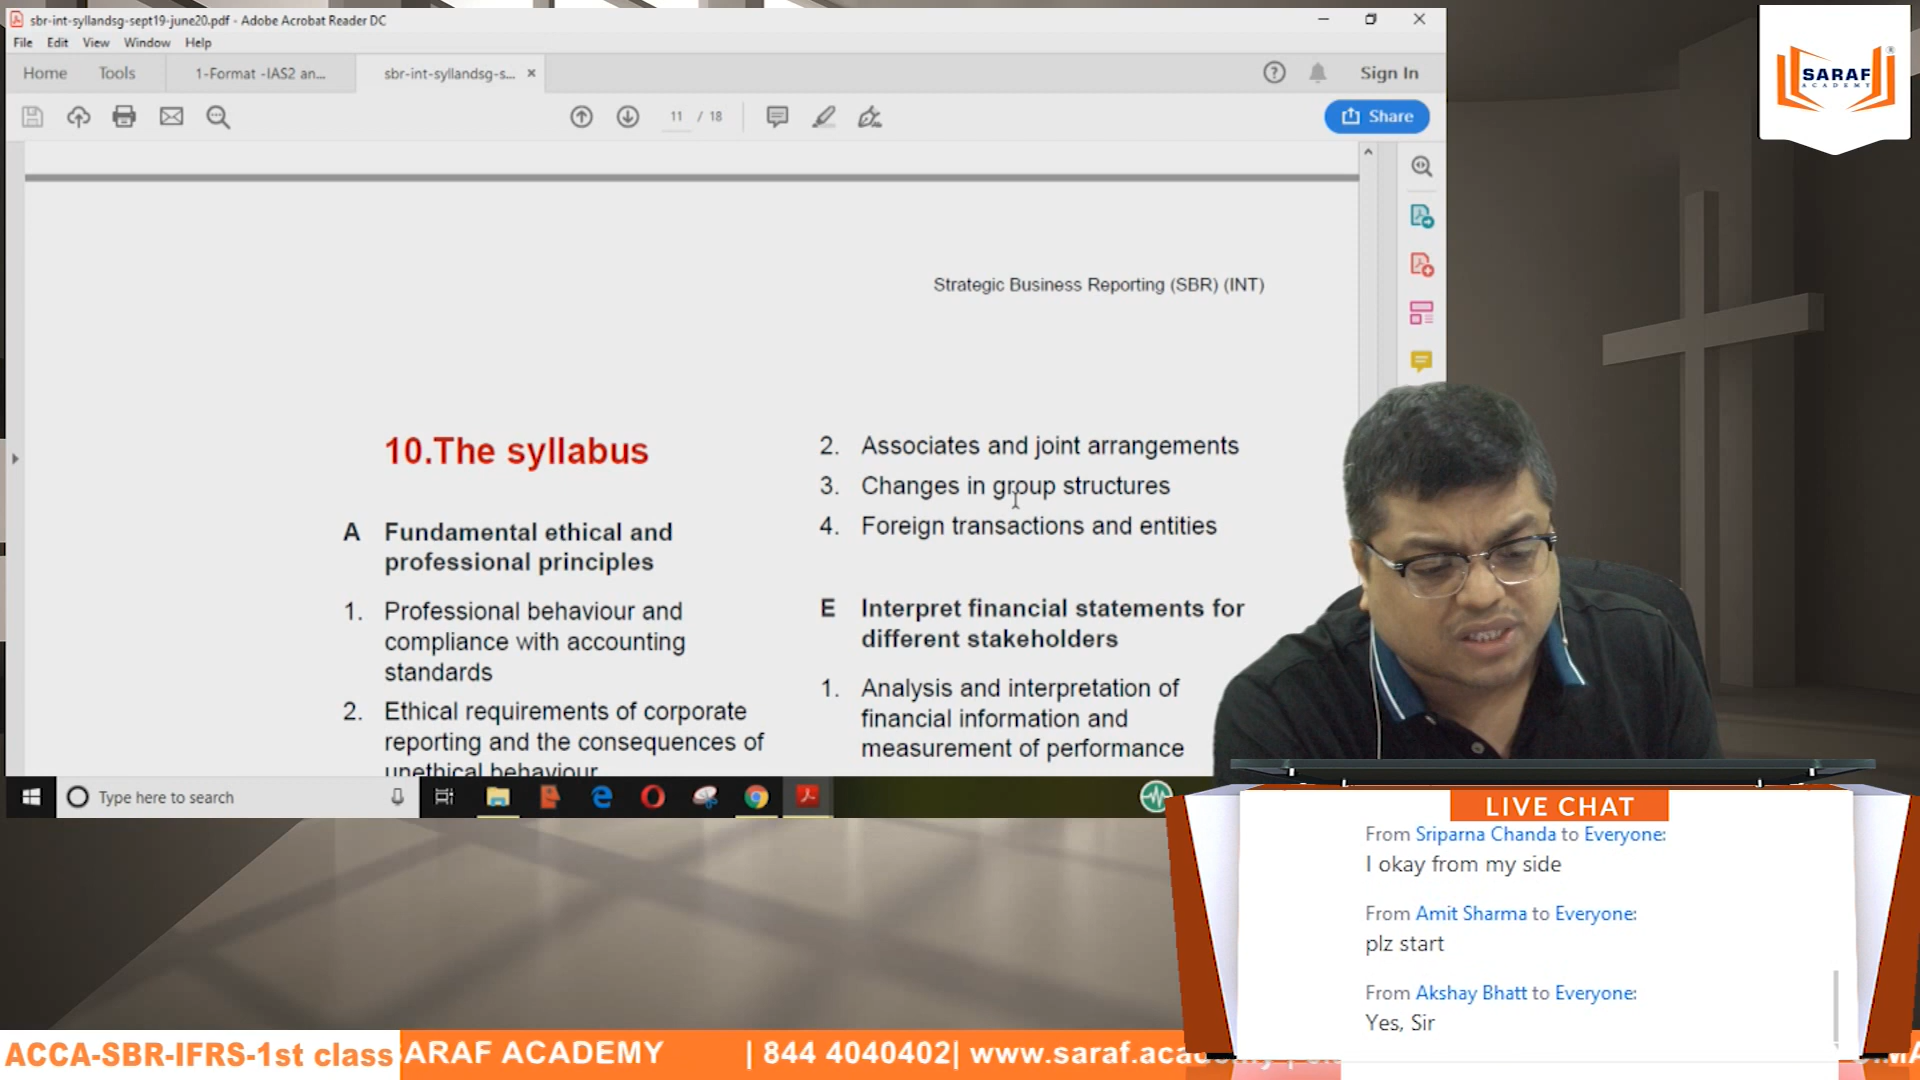 sbr-int-syllandsg-sept19-june20.pdf - Adobe Acrobat Reader DC
File Edit View Window Help
Home Tools 1-Format -IAS2 an... sbr-int-syllandsg-s... × Sign In
11 / 18 Share
Strategic Business Reporting (SBR) (INT)
10.The syllabus
A Fundamental ethical and
professional principles
1. Professional behaviour and
compliance with accounting
standards
2. Ethical requirements of corporate
reporting and the consequences of
unethical behaviour
2. Associates and joint arrangements
3. Changes in group structures
4. Foreign transactions and entities
E Interpret financial statements for
different stakeholders
1. Analysis and interpretation of
financial information and
measurement of performance
Type here to search
SARAF
ACADEMY
LIVE CHAT
From Sriparna Chanda to Everyone:
I okay from my side
From Amit Sharma to Everyone:
plz start
From Akshay Bhatt to Everyone:
Yes, Sir
ACCA-SBR-IFRS-1st class
ARAF ACADEMY | 844 4040402| www.saraf.academy |